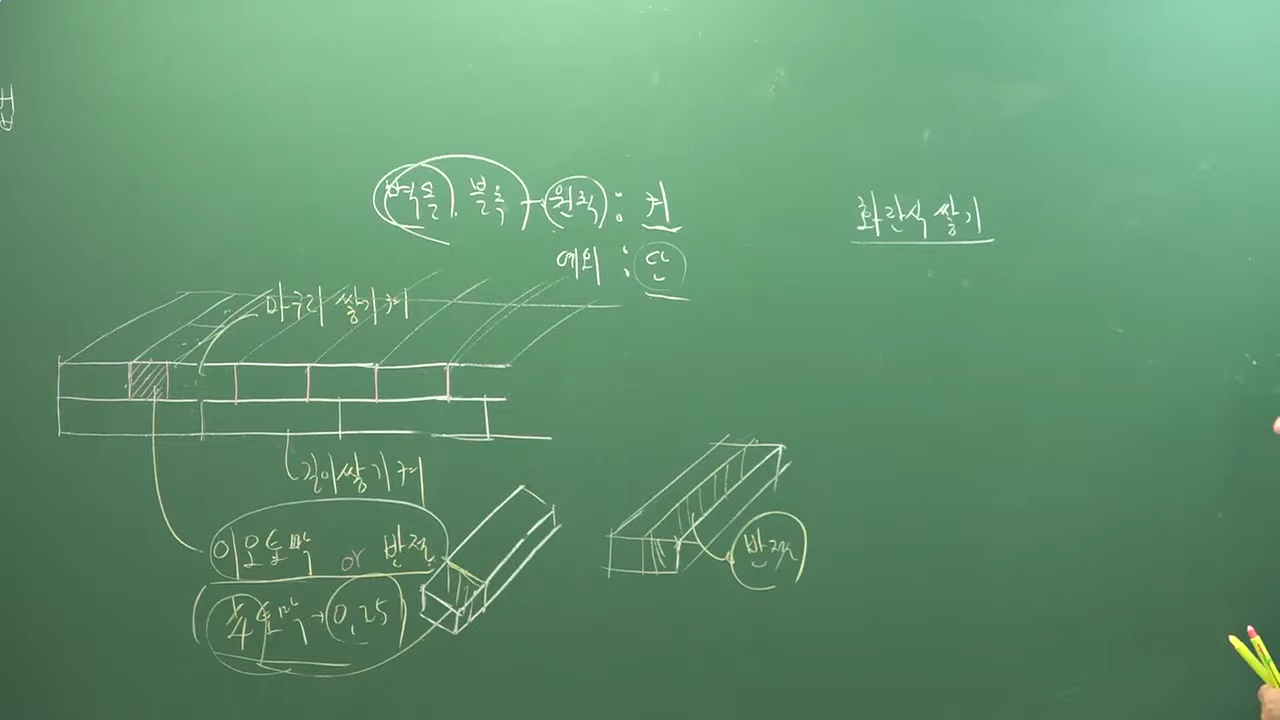 벽돌. 블록 - 원칙 : 켜
예외 : 단
화란식 쌓기
마구리 쌓기 켜
길이 쌓기 켜
이오토막 or 반절
토막 → 0.25
반절